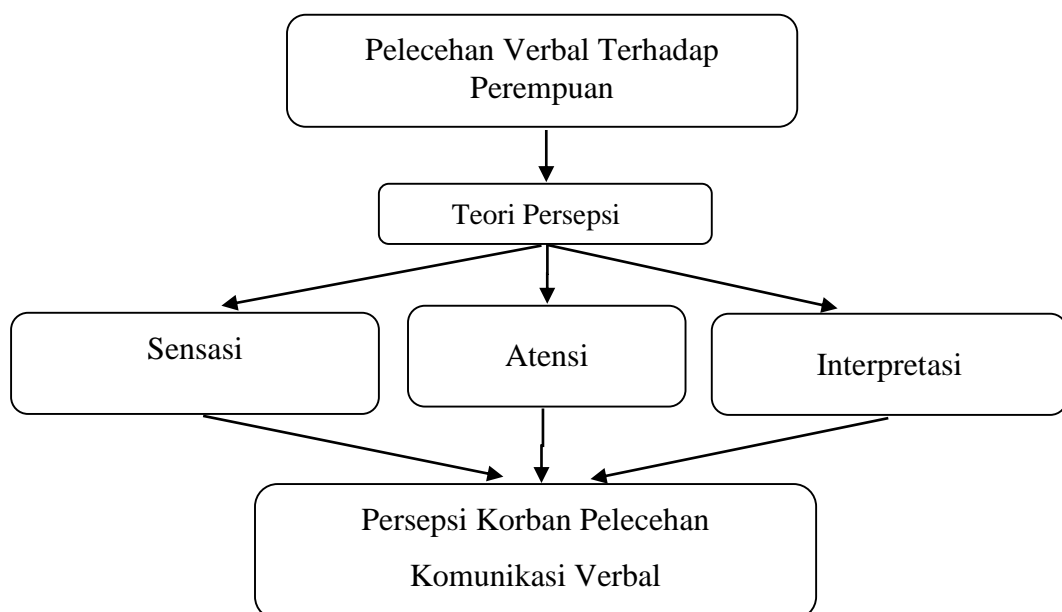 Pelecehan Verbal Terhadap
Perempuan
Teori Persepsi
Sensasi
Atensi
Interpretasi
Persepsi Korban Pelecehan
Komunikasi Verbal